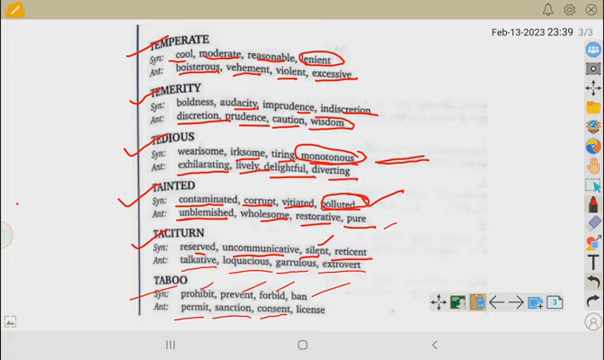 Feb-13-2023 23:39 3/3
TEMPERATE
Syn: cool, moderate, reasonable, lenient
Ant: boisterous, vehement, violent, excessive
TEMERITY
Syn: boldness, audacity, imprudence, indiscretion
Ant: discretion, prudence, caution, wisdom
TEDIOUS
Syn: wearisome, irksome, tiring, monotonous
Ant: exhilarating, lively, delightful, diverting
TAINTED
Syn: contaminated, corrupt, vitiated, polluted
Ant: unblemished, wholesome, restorative, pure
TACITURN
Syn: reserved, uncommunicative, silent, reticent
Ant: talkative, loquacious, garrulous, extrovert
TABOO
Syn: prohibit, prevent, forbid, ban
Ant: permit, sanction, consent, license
3
T